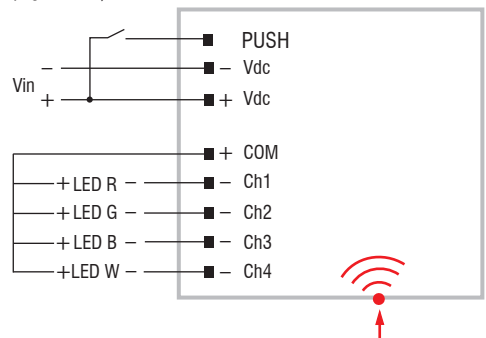 PUSH
− − Vdc
Vin
+ + Vdc
+ COM
+ LED R − − Ch1
+ LED G − − Ch2
+ LED B − − Ch3
+LED W − − Ch4